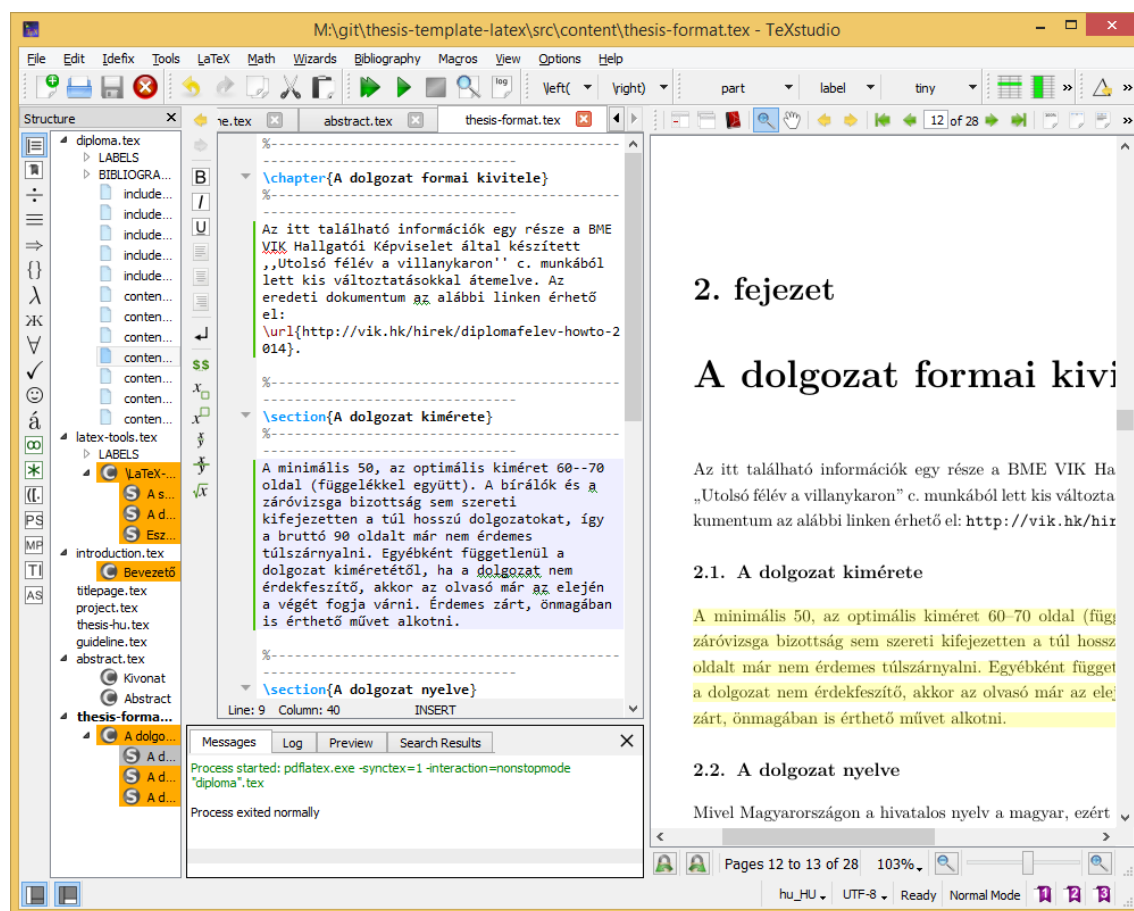 M:\git\thesis-template-latex\src\content\thesis-format.tex - TeXstudio
File Edit Idefix Tools LaTeX Math Wizards Bibliography Macros View Options Help
log \left( \right) part label tiny
Structure
ne.tex abstract.tex thesis-format.tex
12 of 28
diploma.tex
LABELS
BIBLIOGRA...
include...
include...
include...
include...
include...
conten...
conten...
conten...
conten...
conten...
conten...
conten...
latex-tools.tex
LABELS
\LaTeX-...
A s...
A d...
Esz...
introduction.tex
Bevezető
titlepage.tex
project.tex
thesis-hu.tex
guideline.tex
abstract.tex
Kivonat
Abstract
thesis-forma...
A dolgo...
A d...
A d...
A d...
%--------------------------------------------
--------------------------------
\chapter{A dolgozat formai kivitele}
%--------------------------------------------
--------------------------------
Az itt található információk egy része a BME
VIK Hallgatói Képviselet által készített
,,Utolsó félév a villanykaron'' c. munkából
lett kis változtatásokkal átemelve. Az
eredeti dokumentum az alábbi linken érhető
el:
\url{http://vik.hk/hirek/diplomafelev-howto-2
014}.
%--------------------------------------------
--------------------------------
\section{A dolgozat kimérete}
%--------------------------------------------
--------------------------------
A minimális 50, az optimális kiméret 60--70
oldal (függelékkel együtt). A bírálók és a
záróvizsga bizottság sem szereti
kifejezetten a túl hosszú dolgozatokat, így
a bruttó 90 oldalt már nem érdemes
túlszárnyalni. Egyébként függetlenül a
dolgozat kiméretétől, ha a dolgozat nem
érdekfeszítő, akkor az olvasó már az elején
a végét fogja várni. Érdemes zárt, önmagában
is érthető művet alkotni.
%--------------------------------------------
--------------------------------
\section{A dolgozat nyelve}
Line: 9 Column: 40 INSERT
Messages Log Preview Search Results
Process started: pdflatex.exe -synctex=1 -interaction=nonstopmode
"diploma".tex
Process exited normally
2. fejezet
A dolgozat formai kivi
Az itt található információk egy része a BME VIK Ha
„Utolsó félév a villanykaron” c. munkából lett kis változta
kumentum az alábbi linken érhető el: http://vik.hk/hir
2.1. A dolgozat kimérete
A minimális 50, az optimális kiméret 60–70 oldal (függ
záróvizsga bizottság sem szereti kifejezetten a túl hossz
oldalt már nem érdemes túlszárnyalni. Egyébként függet
a dolgozat nem érdekfeszítő, akkor az olvasó már az elej
zárt, önmagában is érthető művet alkotni.
2.2. A dolgozat nyelve
Mivel Magyarországon a hivatalos nyelv a magyar, ezért
Pages 12 to 13 of 28 103%
hu_HU UTF-8 Ready Normal Mode 1 2 3